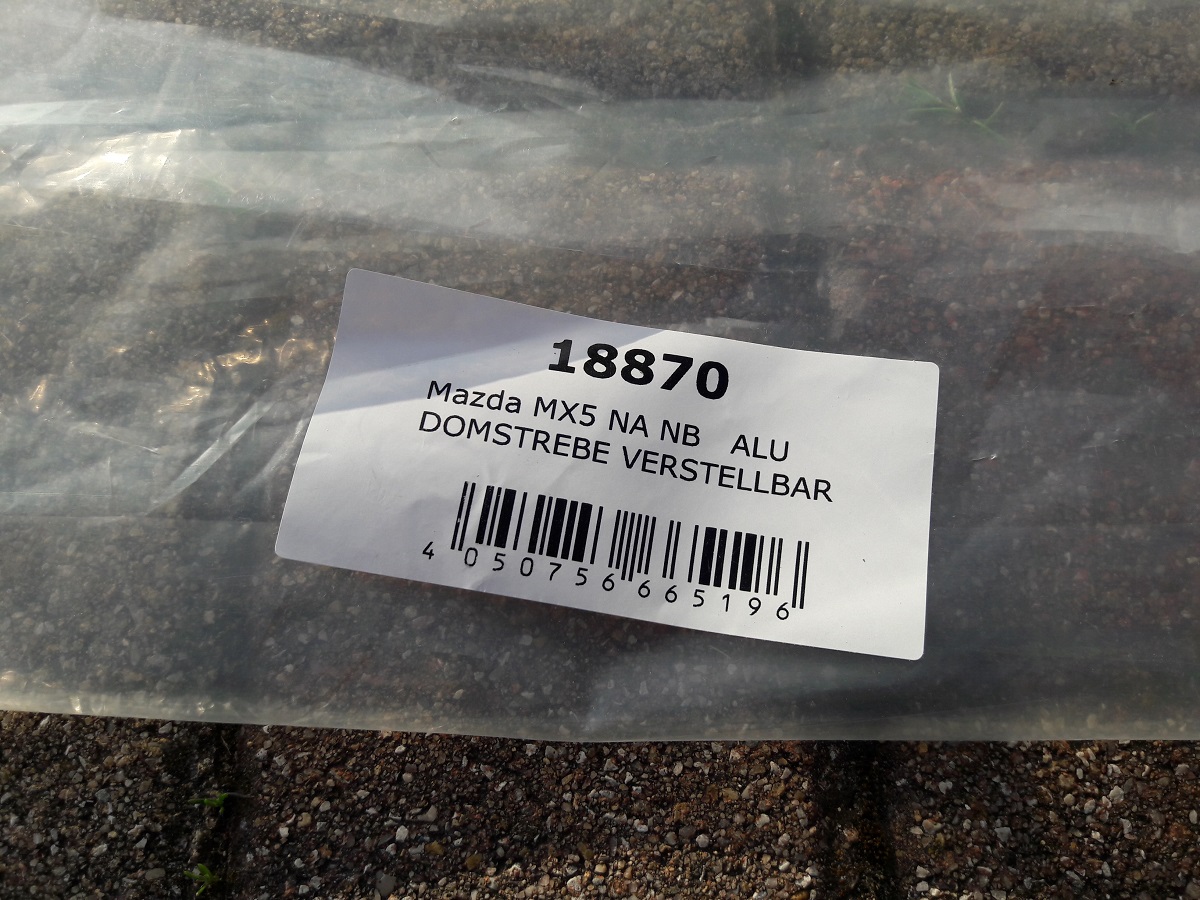 18870
Mazda MX5 NA NB ALU
DOMSTREBE VERSTELLBAR
4 050756 665196